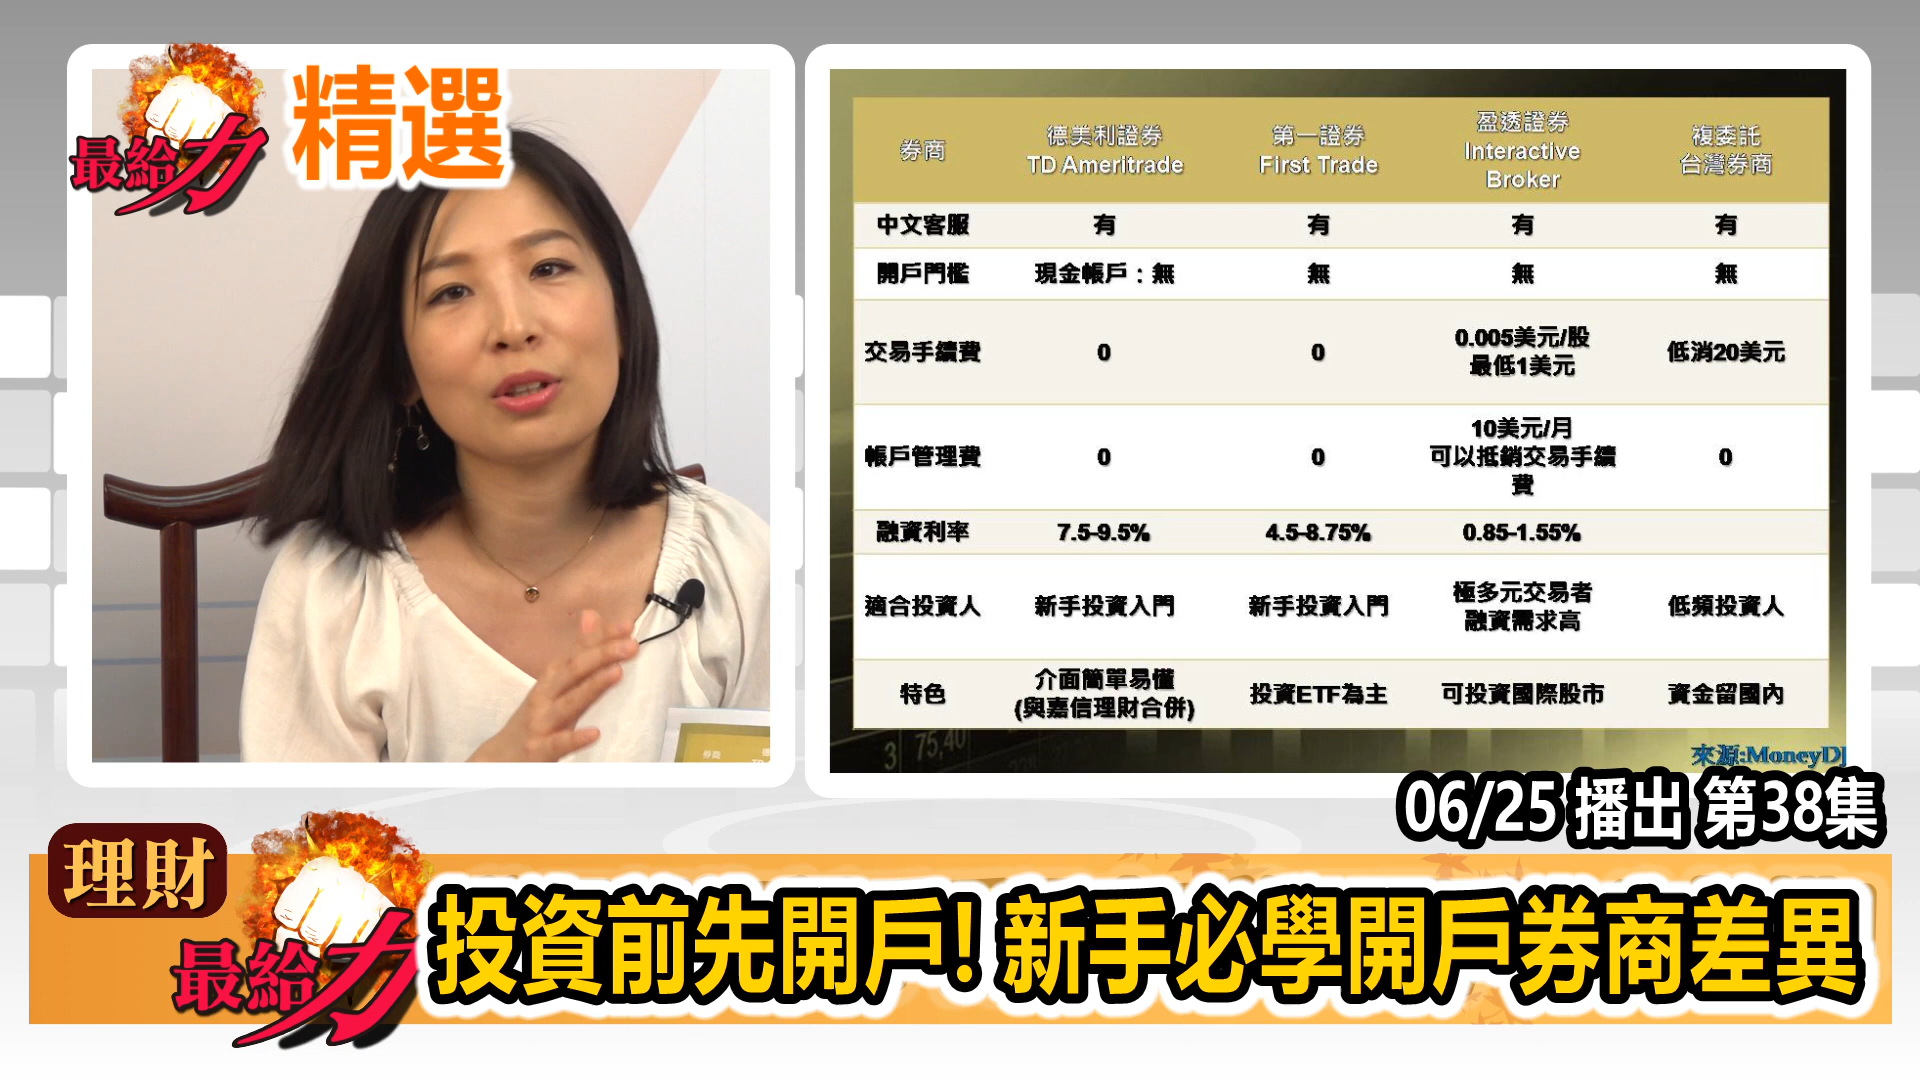 最給力
精選
券商
德美利證券
TD Ameritrade
第一證券
First Trade
盈透證券
Interactive
Broker
複委託
台灣券商
中文客服 有 有 有 有
開戶門檻 現金帳戶：無 無 無 無
交易手續費 0 0
0.005美元/股
最低1美元
低消20美元
帳戶管理費 0 0
10美元/月
可以抵銷交易手續
費
0
融資利率 7.5-9.5% 4.5-8.75% 0.85-1.55%
適合投資人 新手投資入門 新手投資入門
極多元交易者
融資需求高
低頻投資人
特色
介面簡單易懂
(與嘉信理財合併)
投資ETF為主 可投資國際股市 資金留國內
3 75,40
來源:MoneyDJ
券商
06/25 播出 第38集
理財
最給力
投資前先開戶! 新手必學開戶券商差異